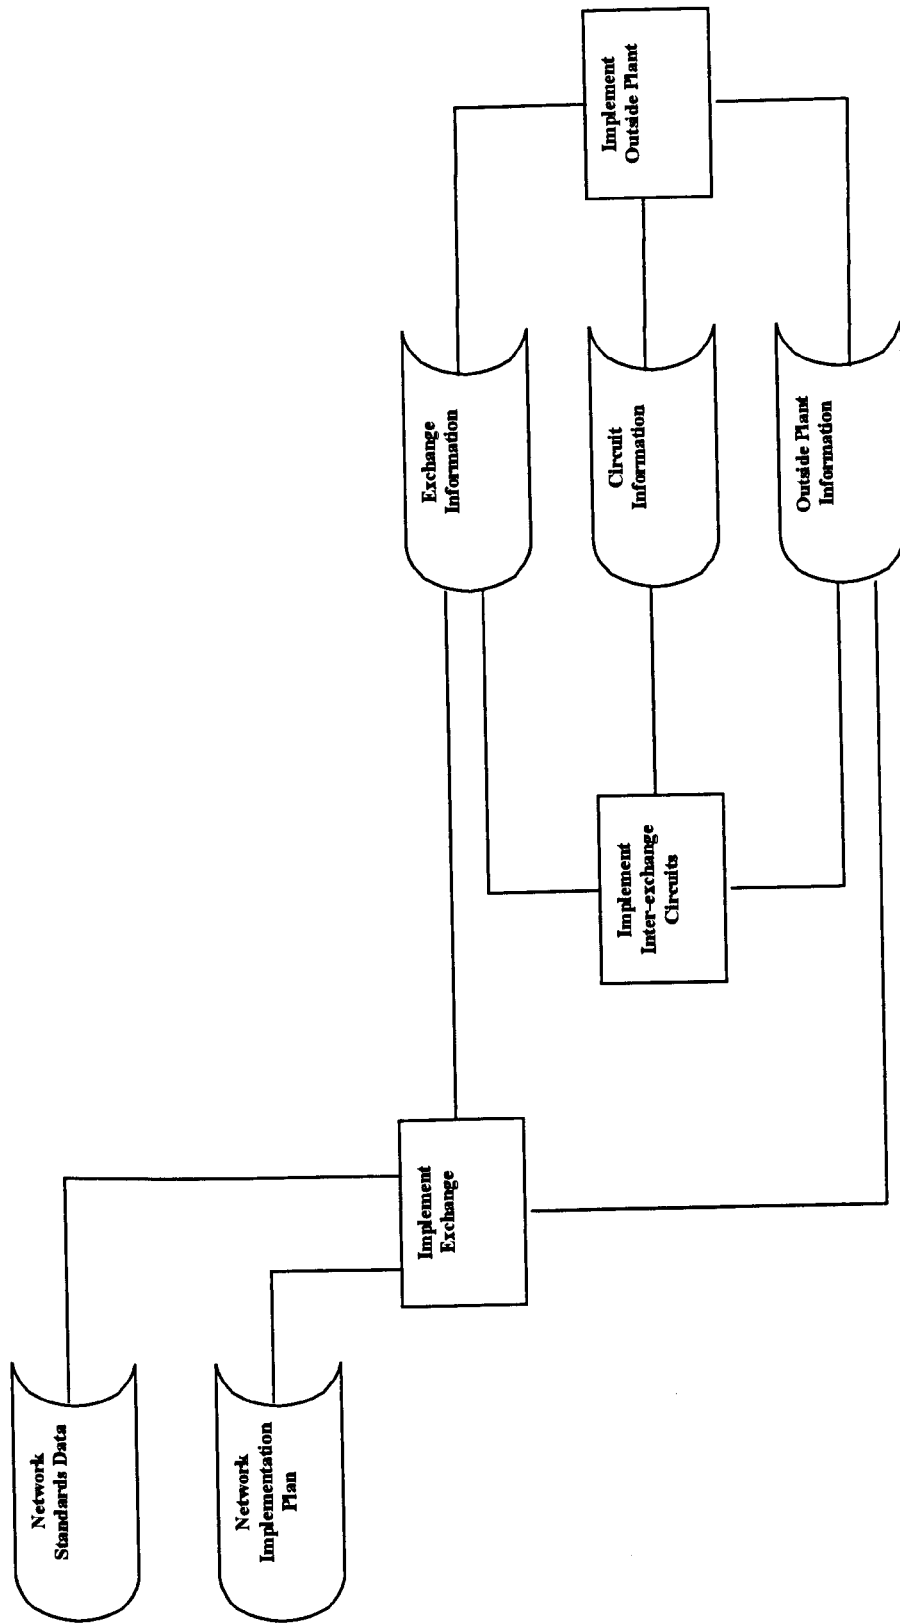 Network
Standards Data
Network
Implementation
Plan
Implement
Exchange
Implement
Inter-exchange
Circuits
Exchange
Information
Circuit
Information
Outside Plant
Information
Implement
Outside Plant